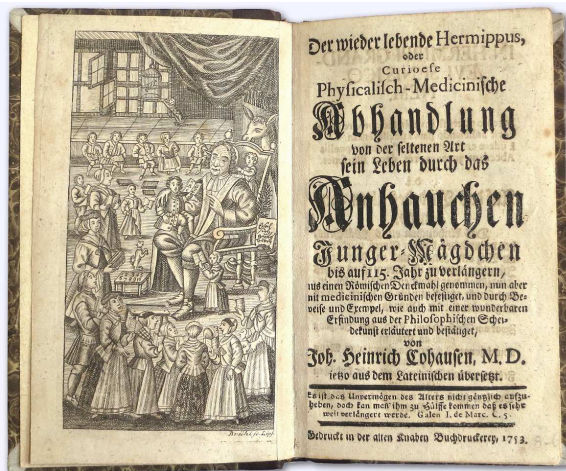 Der wieder lebende Hermippus,
oder
Curioese
Physicalisch-Medicinische
Abhandlung
von der seltenen Art
sein Leben durch das
Anhauchen
Junger-Mägdchen
bis auf 115. Jahr zu verlängern,
aus einen Römischen Denckmahl genommen, nun aber
mit medicinischen Gründen befestiget, und durch Be-
weise und Exempel, wie auch mit einer wunderbaren
Erfindung aus der Philosophischen Schei-
dekunst erläutert und bestätiget,
von
Joh. Heinrich Cohausen, M. D.
ietzo aus dem Lateinischen übersetzt.
Es ist das Unvermögen des Alters nicht gäntzlich aufzu-
heben, doch kan man ihm zu Hülffe kommen daß es sehr
weit verlängert werde. Galen I. de Marc. C. 5.
Gedruckt in der alten Knaben Buchdruckerey, 1753.